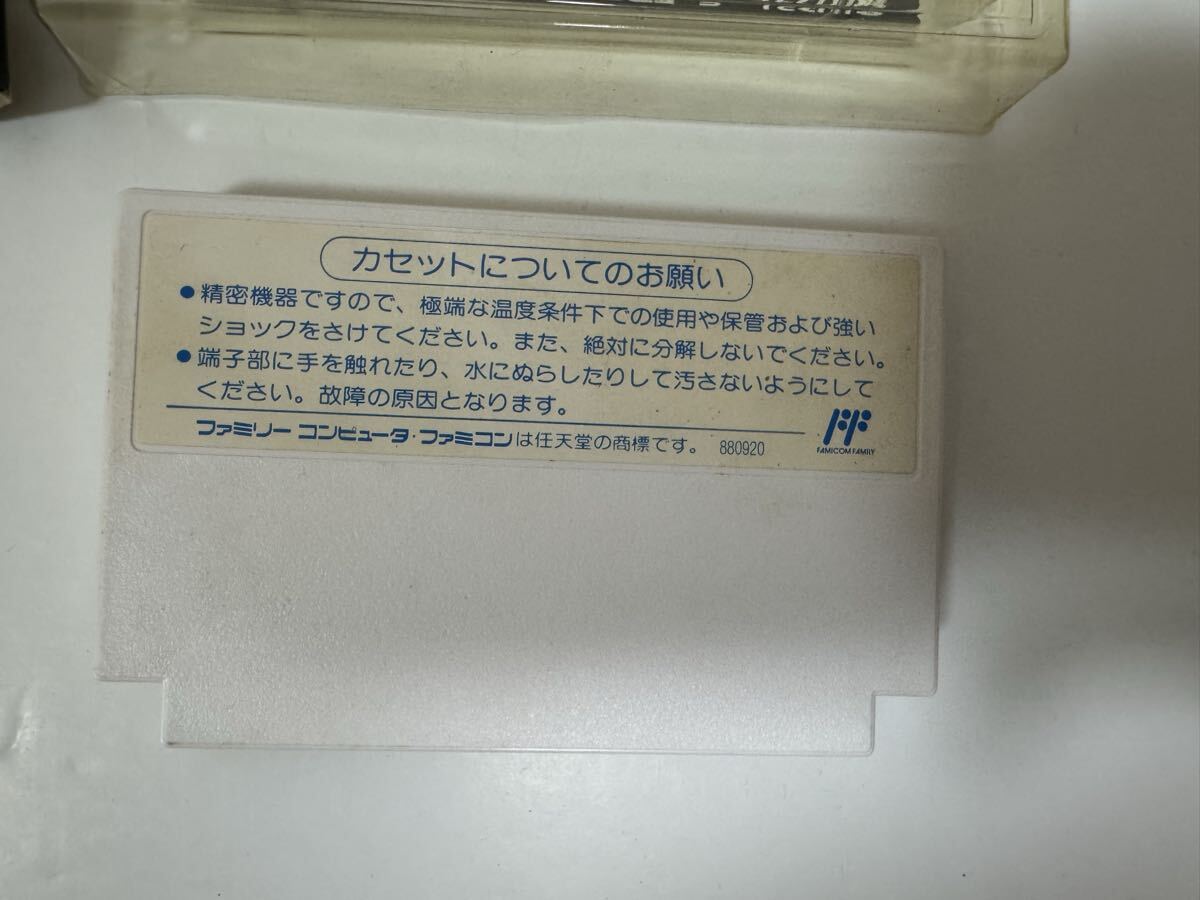 カセットについてのお願い
●精密機器ですので、極端な温度条件下での使用や保管および強い
ショックをさけてください。また、絶対に分解しないでください。
●端子部に手を触れたり、水にぬらしたりして汚さないようにして
ください。故障の原因となります。
ファミリーコンピュータ・ファミコンは任天堂の商標です。 880920
FF
FAMICOM FAMILY